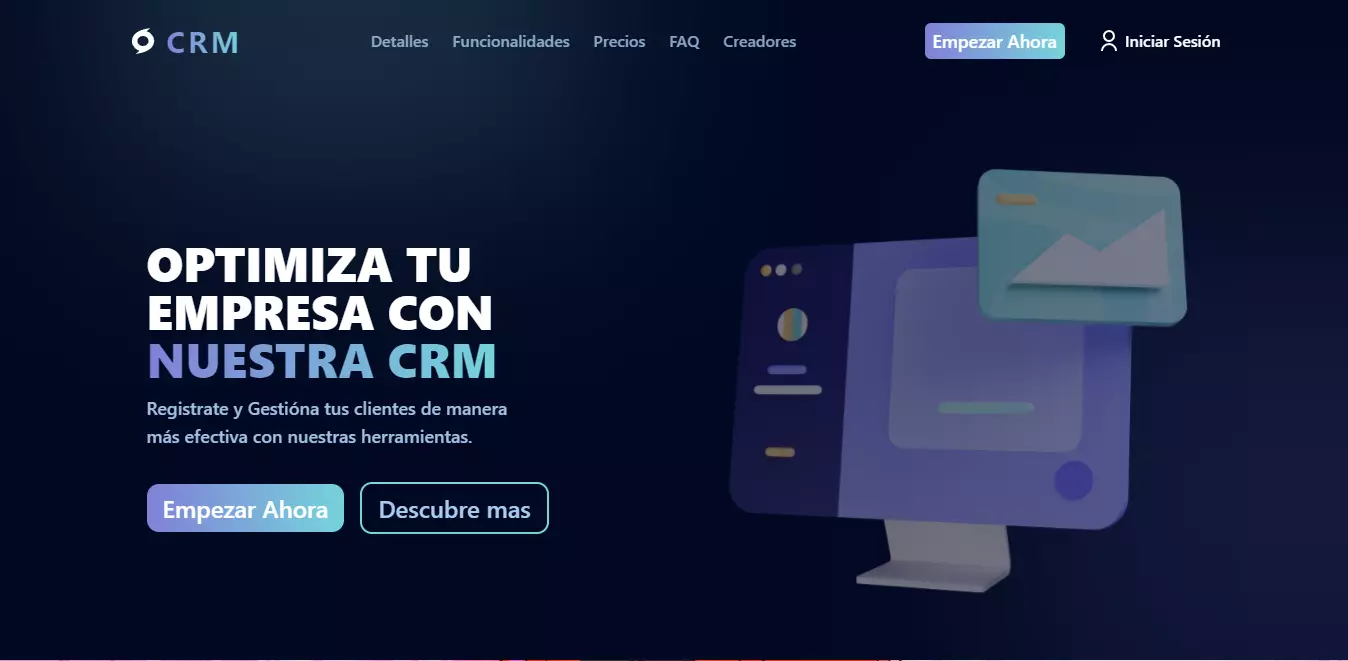 CRM
Detalles
Funcionalidades
Precios
FAQ
Creadores
Empezar Ahora
Iniciar Sesión
OPTIMIZA TU
EMPRESA CON
NUESTRA CRM
Registrate y Gestióna tus clientes de manera
más efectiva con nuestras herramientas.
Empezar Ahora
Descubre mas